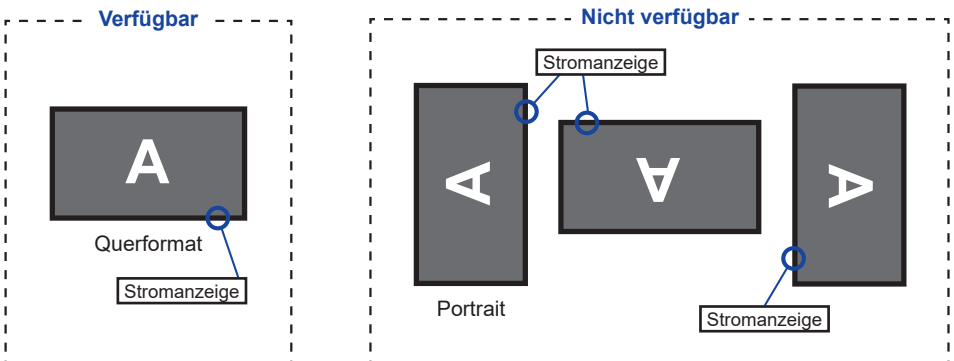 Verfügbar
A
Querformat
Stromanzeige
Nicht verfügbar
Stromanzeige
A
A
A
Portrait
Stromanzeige